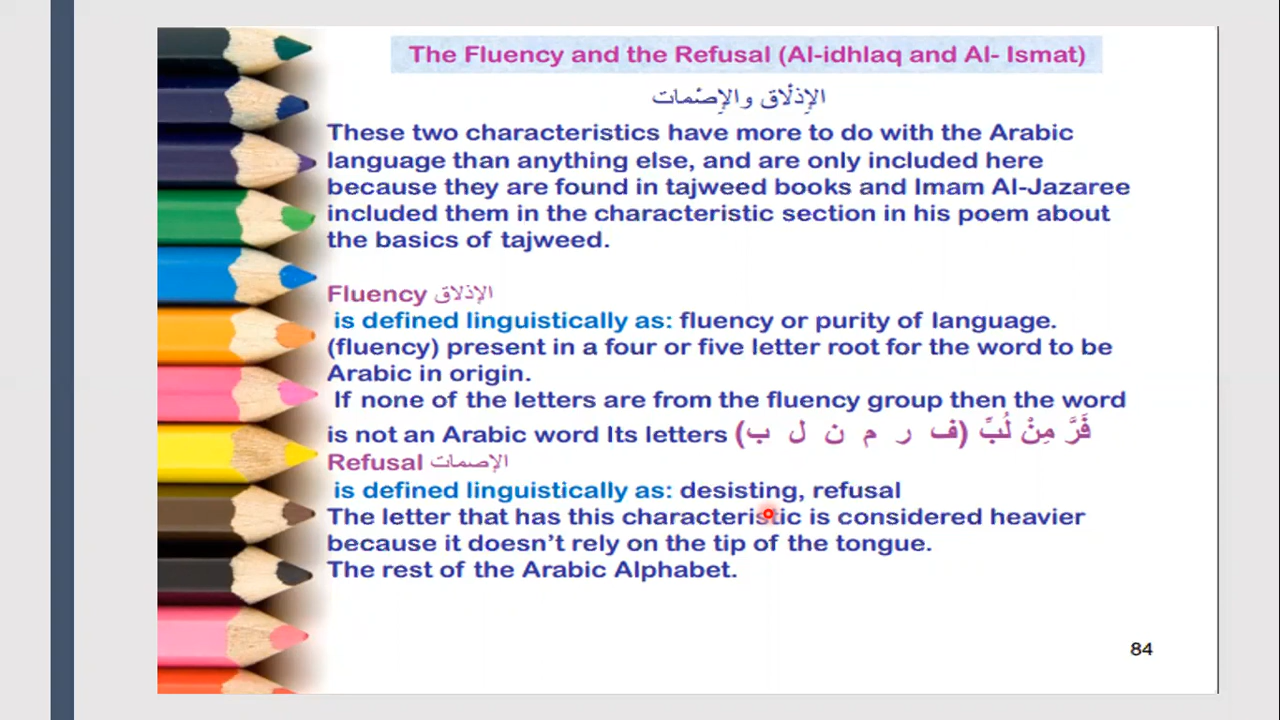 The Fluency and the Refusal (Al-idhlaq and Al- Ismat)
الإِذْلَاق والإِصْمات
These two characteristics have more to do with the Arabic
language than anything else, and are only included here
because they are found in tajweed books and Imam Al-Jazaree
included them in the characteristic section in his poem about
the basics of tajweed.
Fluency الإذلاق
is defined linguistically as: fluency or purity of language.
(fluency) present in a four or five letter root for the word to be
Arabic in origin.
If none of the letters are from the fluency group then the word
is not an Arabic word Its letters فَرَّ مِنْ لُبِّ (ف ر م ن ل ب)
Refusal الإصمات
is defined linguistically as: desisting, refusal
The letter that has this characteristic is considered heavier
because it doesn’t rely on the tip of the tongue.
The rest of the Arabic Alphabet.
84